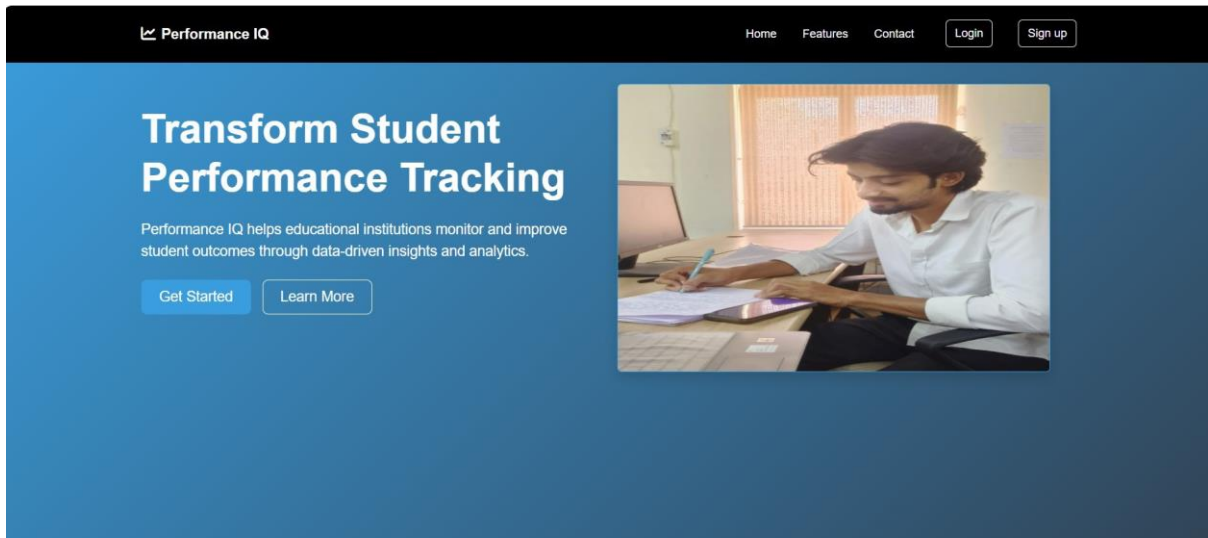 Performance IQ
Home Features Contact Login Sign up
Transform Student
Performance Tracking
Performance IQ helps educational institutions monitor and improve
student outcomes through data-driven insights and analytics.
Get Started Learn More